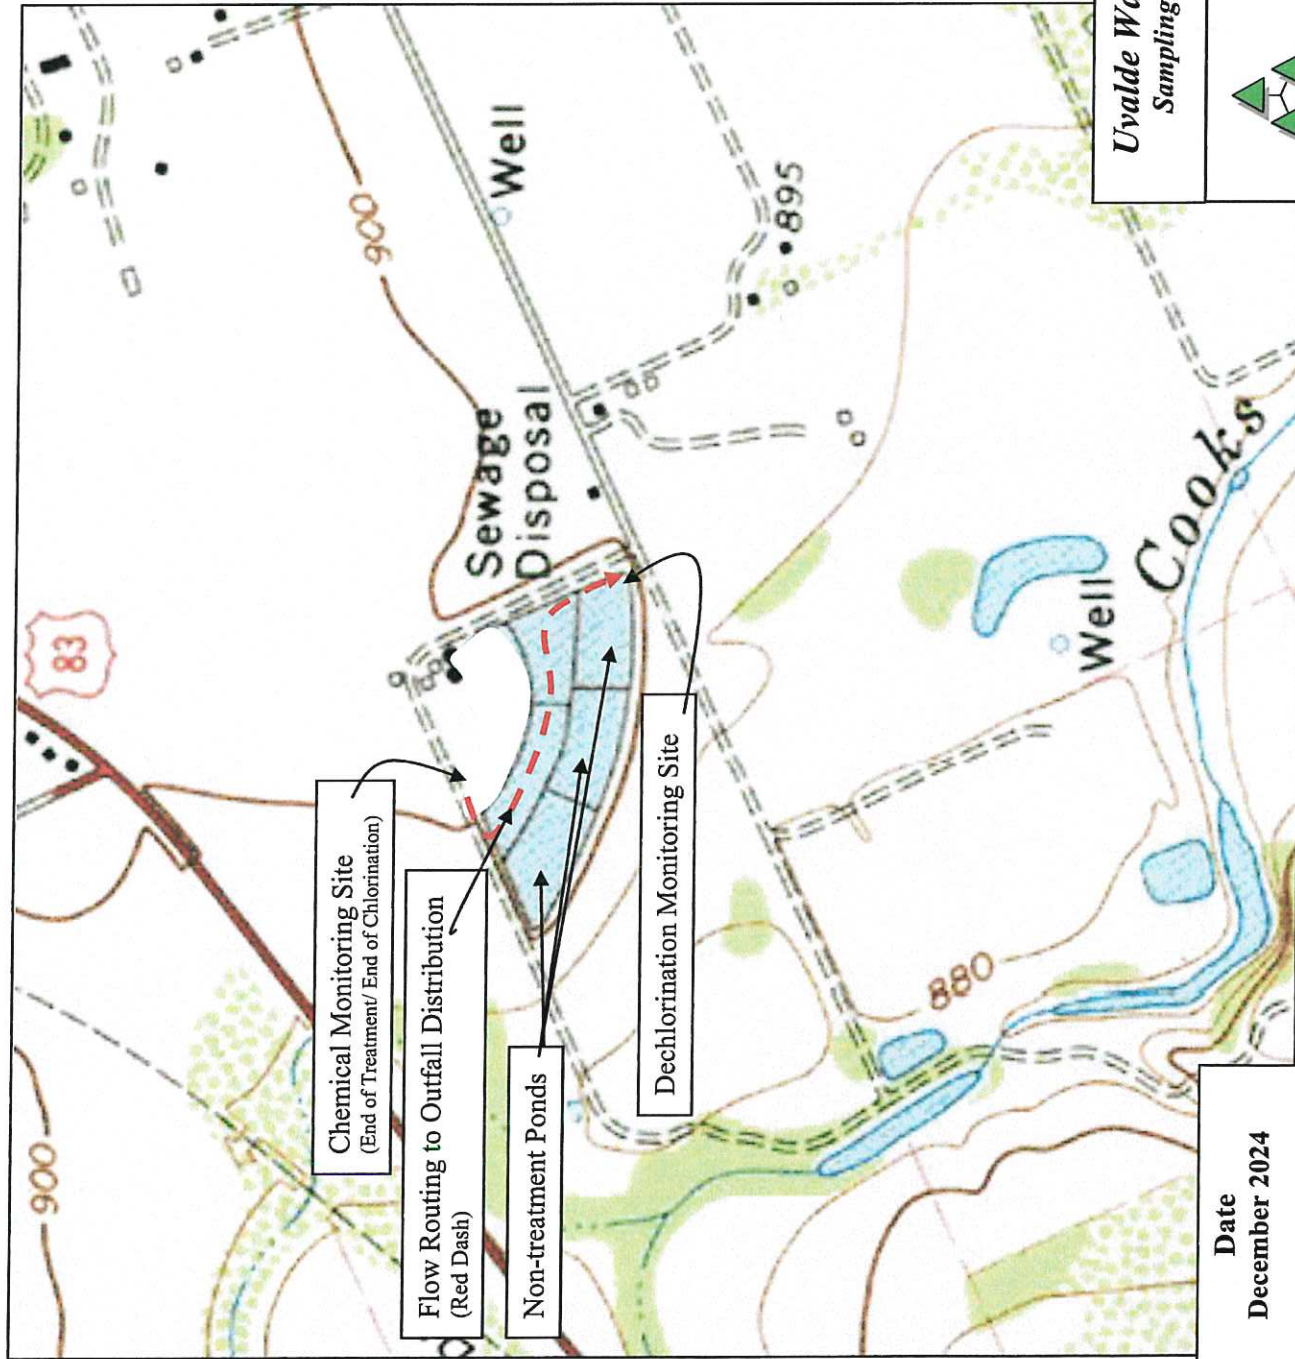 83
900
Well
Sewage
Disposal
895
Chemical Monitoring Site
(End of Treatment/ End of Chlorination)
Flow Routing to Outfall Distribution
(Red Dash)
Non-treatment Ponds
Dechlorination Monitoring Site
900
880
Well
Cooks
Date
December 2024
Uvalde
Sampling